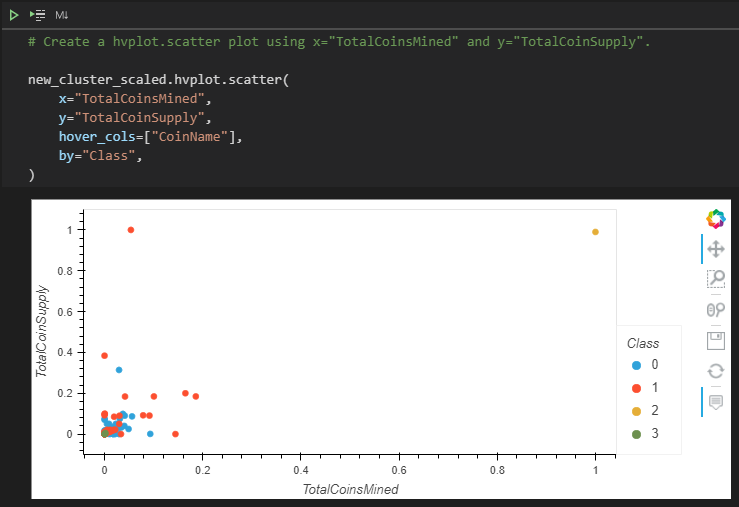 M↓
# Create a hvplot.scatter plot using x="TotalCoinsMined" and y="TotalCoinSupply".
new_cluster_scaled.hvplot.scatter(
x="TotalCoinsMined",
y="TotalCoinSupply",
hover_cols=["CoinName"],
by="Class",
)
TotalCoinSupply
1
0.8
0.6
0.4
0.2
0
0
0.2
0.4
0.6
0.8
1
TotalCoinsMined
Class
0
1
2
3